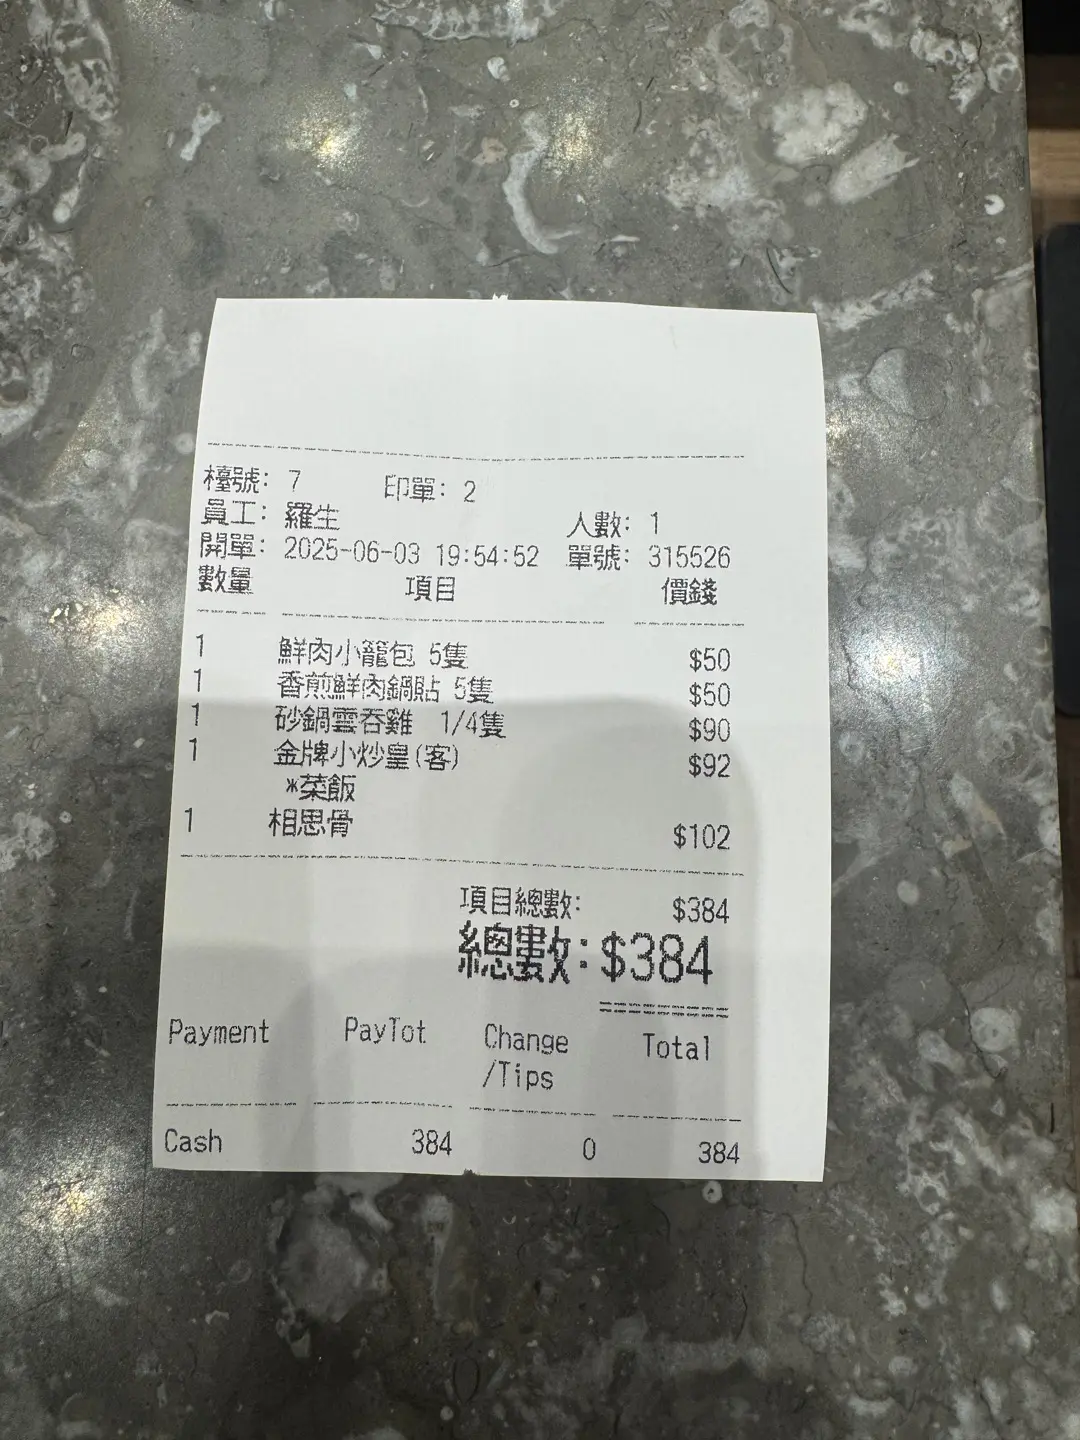 檯號: 7 印單: 2
員工: 羅生 人數: 1
開單: 2025-06-03 19:54:52 單號: 315526
數量 項目 價錢
1 鮮肉小籠包 5隻 $50
1 香煎鮮肉鍋貼 5隻 $50
1 砂鍋雲吞雞 1/4隻 $90
1 金牌小炒皇(客) $92
*菜飯
1 相思骨 $102
項目總數: $384
總數: $384
Payment PayTot Change Total
/Tips
Cash 384 0 384